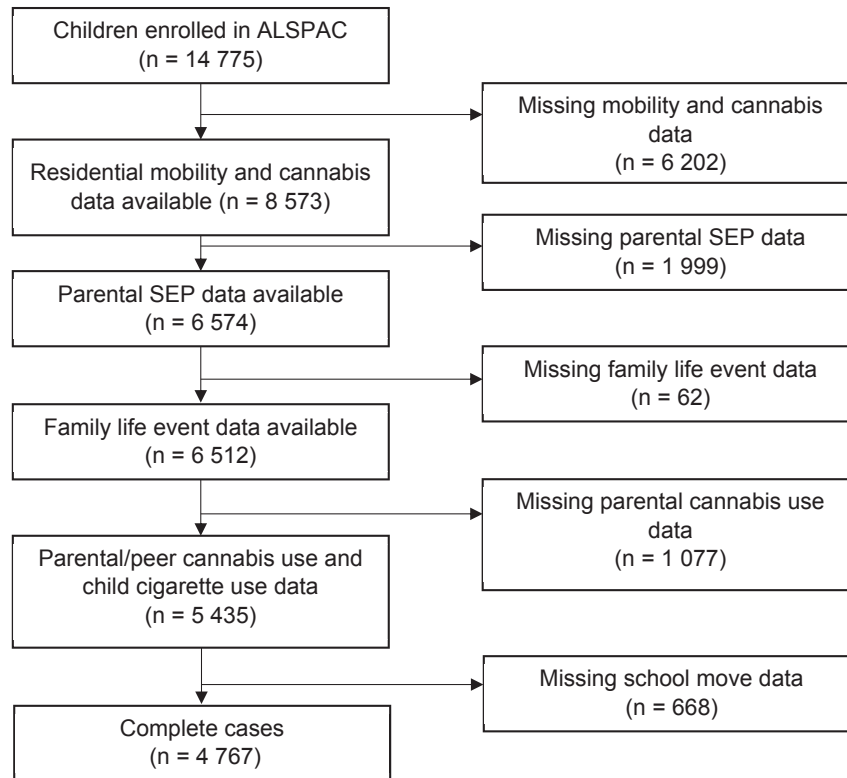 Children enrolled in ALSPAC
(n = 14 775)
Missing mobility and cannabis
data
(n = 6 202)
Residential mobility and cannabis
data available (n = 8 573)
Missing parental SEP data
(n = 1 999)
Parental SEP data available
(n = 6 574)
Missing family life event data
(n = 62)
Family life event data available
(n = 6 512)
Missing parental cannabis use
data
(n = 1 077)
Parental/peer cannabis use and
child cigarette use data
(n = 5 435)
Missing school move data
(n = 668)
Complete cases
(n = 4 767)